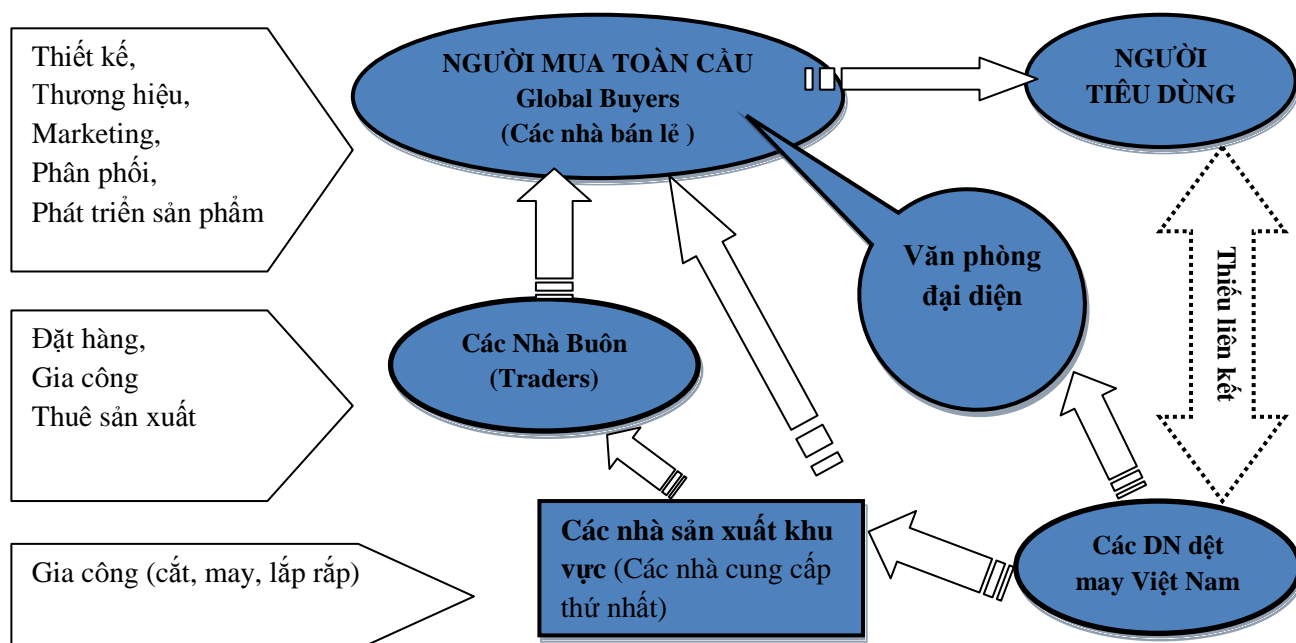 Thiết kế,
Thương hiệu,
Marketing,
Phân phối,
Phát triển sản phẩm
NGƯỜI MUA TOÀN CẦU
Global Buyers
(Các nhà bán lẻ )
NGƯỜI
TIÊU DÙNG
Văn phòng
đại diện
Thiếu liên kết
Đặt hàng,
Gia công
Thuê sản xuất
Các Nhà Buôn
(Traders)
Gia công (cắt, may, lắp rắp)
Các nhà sản xuất khu
vực (Các nhà cung cấp
thứ nhất)
Các DN dệt
may Việt Nam